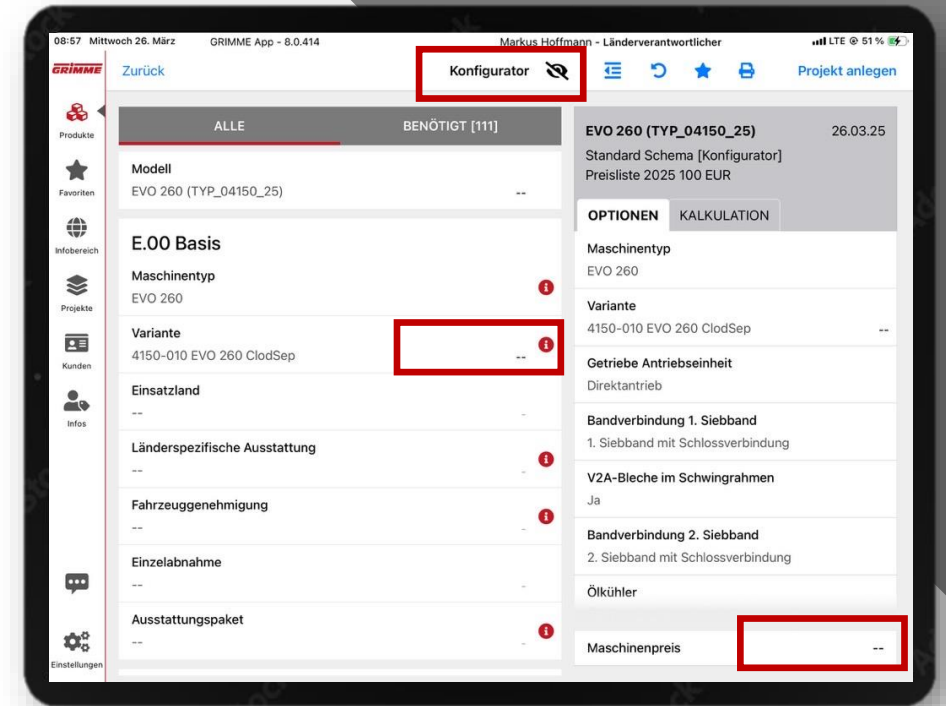 08:57 Mittwoch 26. März GRIMME App - 8.0.414 Markus Hoffmann - Länderverantwortlicher LTE 51 %
GRIMME Zurück Konfigurator Projekt anlegen
Produkte
Favoriten
Infobereich
Projekte
Kunden
Infos
Einstellungen
ALLE BENÖTIGT [111]
Modell
EVO 260 (TYP_04150_25) --
E.00 Basis
Maschinentyp
EVO 260
Variante
4150-010 EVO 260 ClodSep --
Einsatzland
-- -
Länderspezifische Ausstattung
-- -
Fahrzeuggenehmigung
-- -
Einzelabnahme
-- -
Ausstattungspaket
-- -
EVO 260 (TYP_04150_25) 26.03.25
Standard Schema [Konfigurator]
Preisliste 2025 100 EUR
OPTIONEN KALKULATION
Maschinentyp
EVO 260
Variante
4150-010 EVO 260 ClodSep --
Getriebe Antriebseinheit
Direktantrieb
Bandverbindung 1. Siebband
1. Siebband mit Schlossverbindung
V2A-Bleche im Schwingrahmen
Ja
Bandverbindung 2. Siebband
2. Siebband mit Schlossverbindung
Ölkühler
Maschinenpreis --